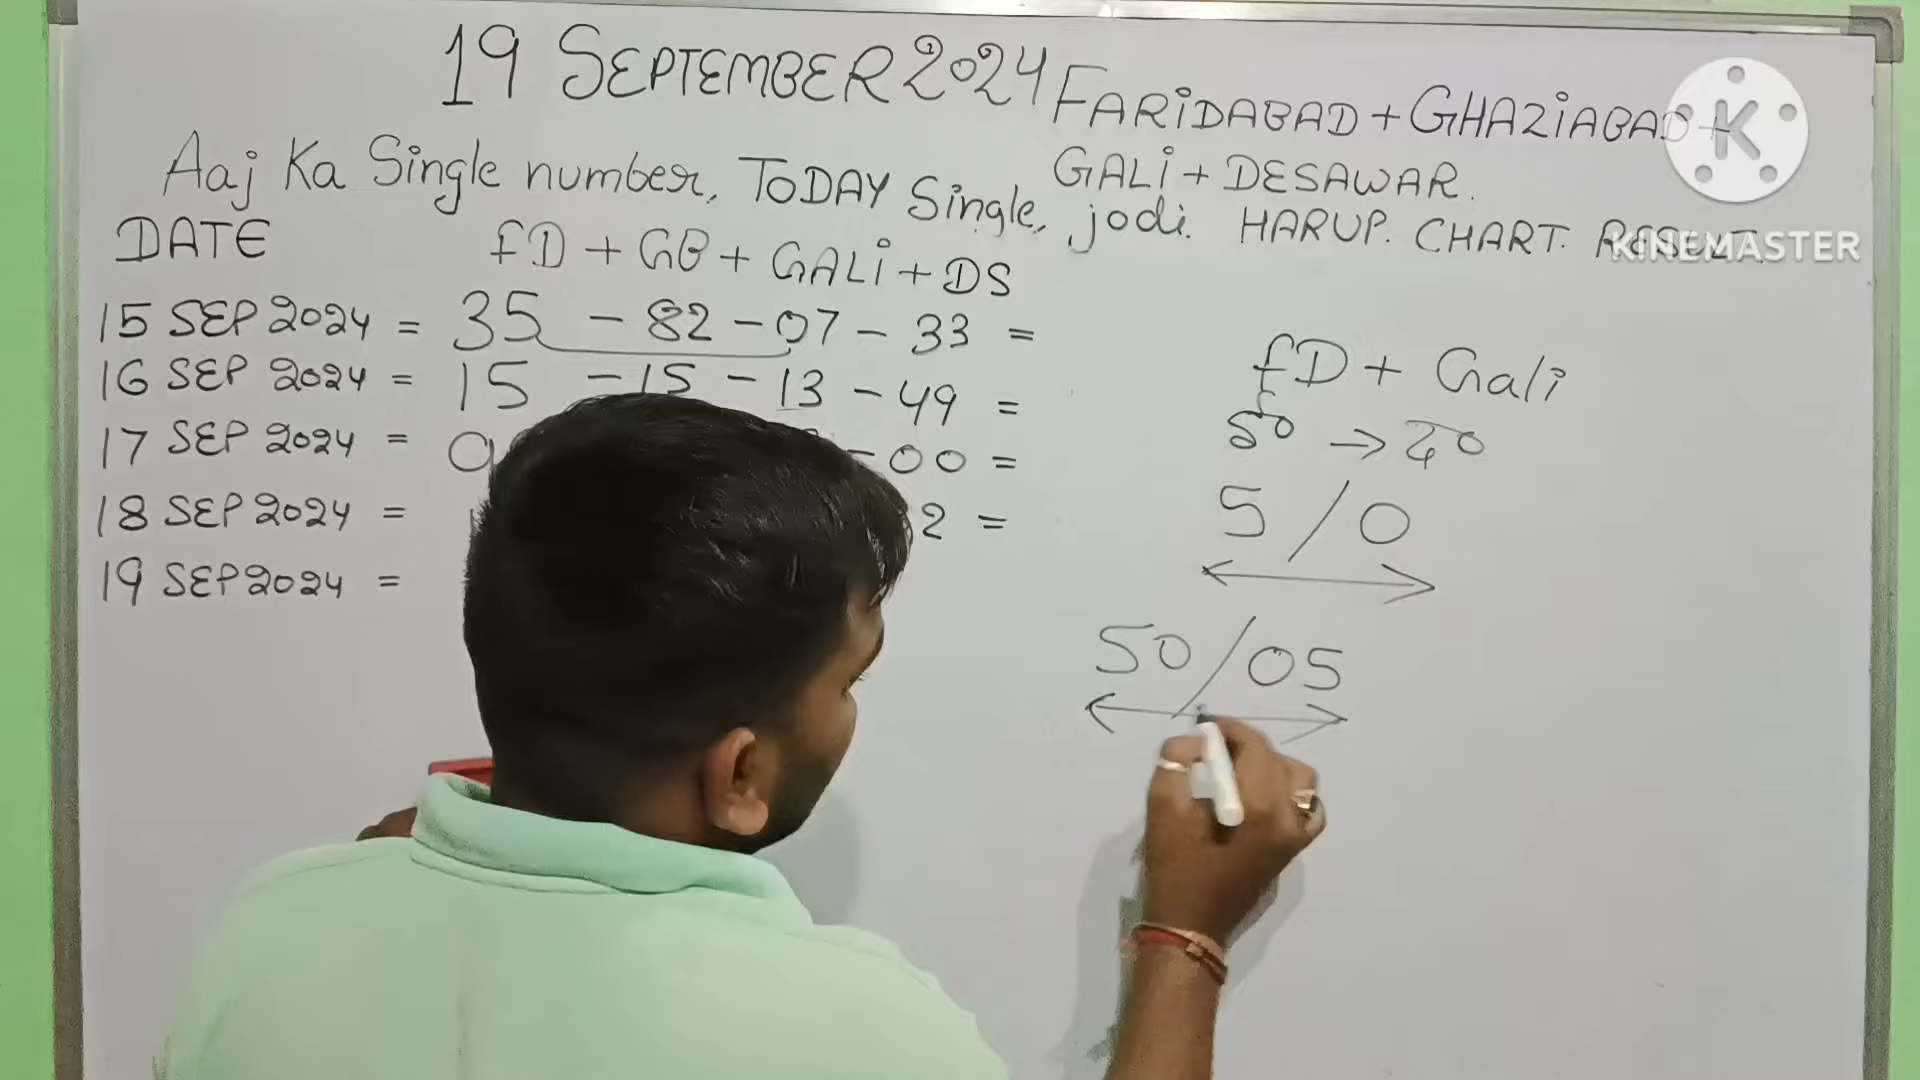 19 SEPTEMBER 2024 FARiDABAD + GHAZiABAD +
GALi + DESAWAR.
Aaj Ka Single number, TODAY Single, jodi. HARUP. CHART. RESULT.
KINEMASTER
DATE fD + GB + GALi + DS
15 SEP 2024 = 35 - 82 - 07 - 33 =
16 SEP 2024 = 15 - 15 - 13 - 49 =
17 SEP 2024 = - 00 =
18 SEP 2024 = 2 =
19 SEP 2024 =
fD + Gali
50 →
5 / 0
50 / 05